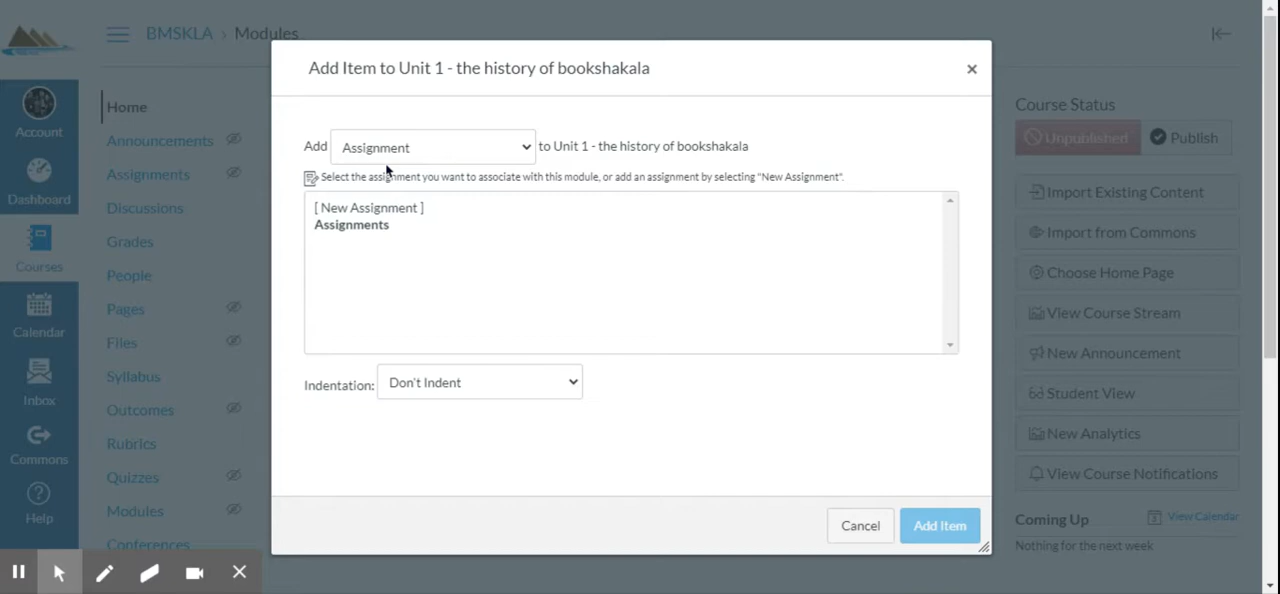 BMSKLA › Modules
Account
Dashboard
Courses
Calendar
Inbox
Commons
Help
Home
Announcements
Assignments
Discussions
Grades
People
Pages
Files
Syllabus
Outcomes
Rubrics
Quizzes
Modules
Conferences
Add Item to Unit 1 - the history of bookshakala
Add Assignment to Unit 1 - the history of bookshakala
Select the assignment you want to associate with this module, or add an assignment by selecting "New Assignment".
[ New Assignment ]
Assignments
Indentation: Don't Indent
Cancel
Add Item
Course Status
Unpublished
Publish
Import Existing Content
Import from Commons
Choose Home Page
View Course Stream
New Announcement
Student View
New Analytics
View Course Notifications
Coming Up
View Calendar
Nothing for the next week